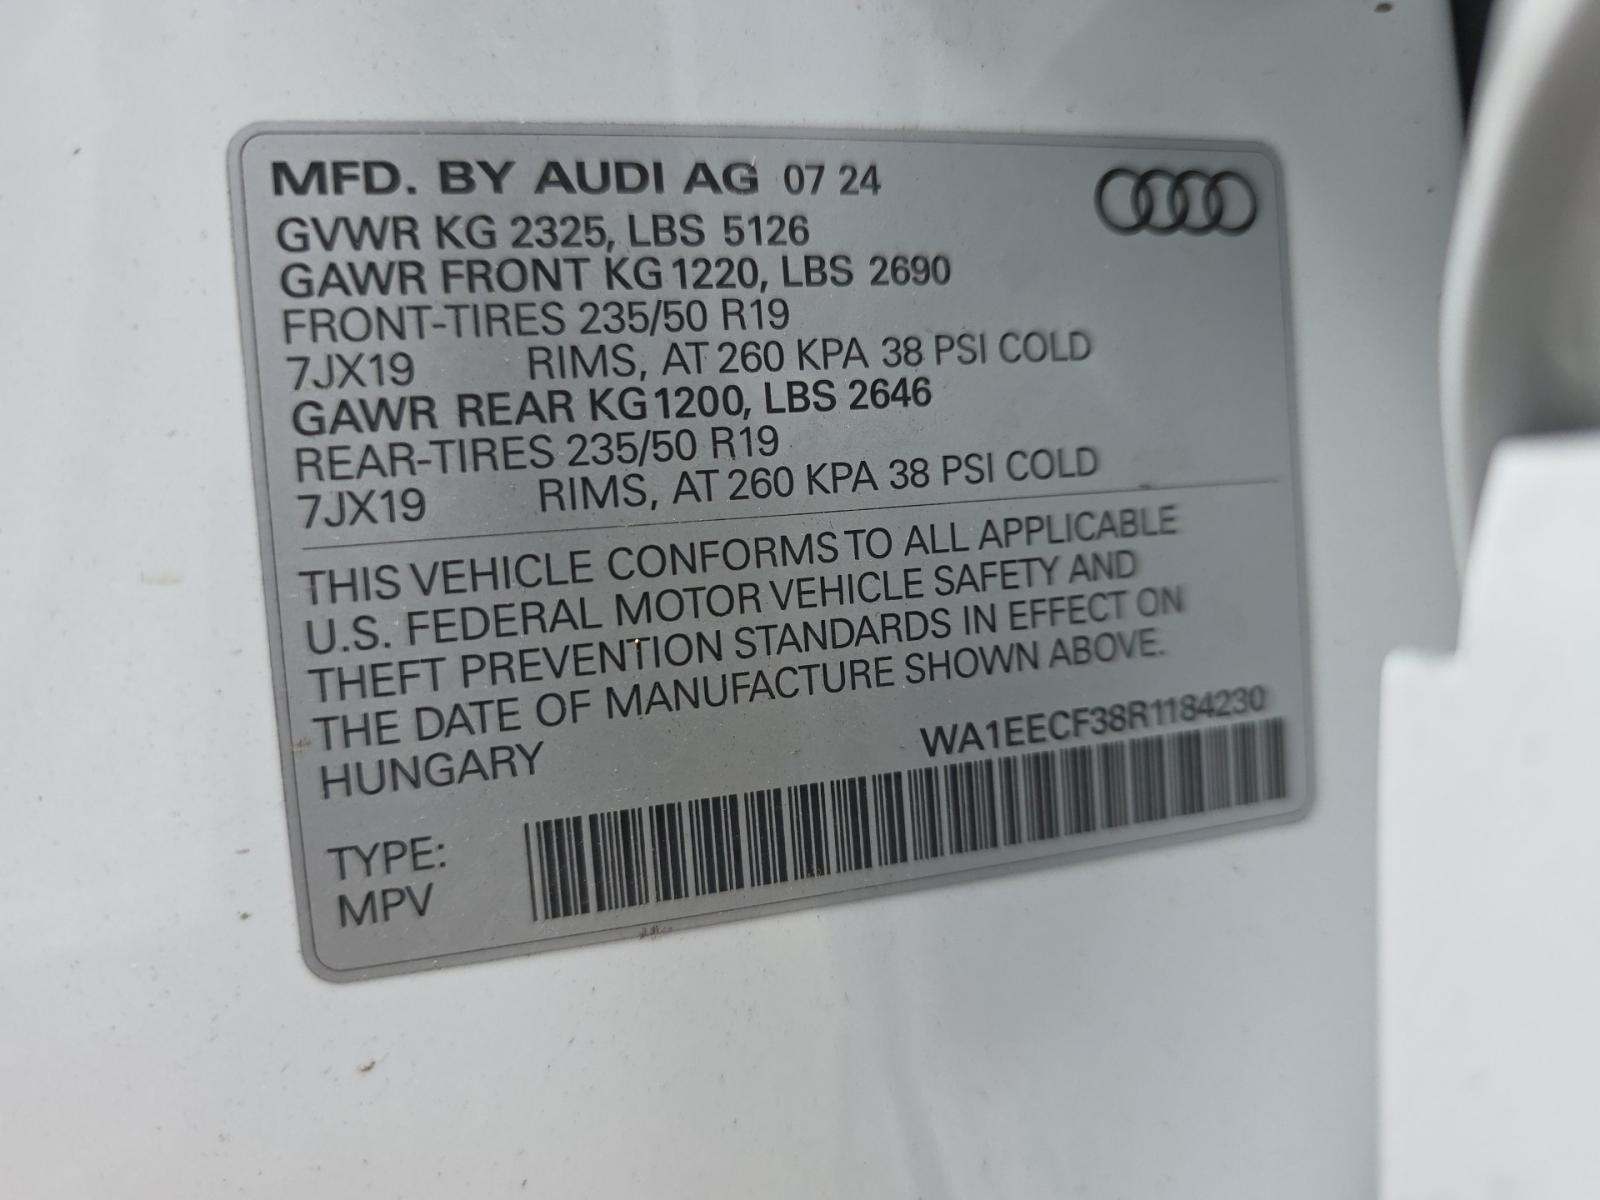 MFD. BY AUDI AG 07 24
GVWR KG 2325, LBS 5126
GAWR FRONT KG 1220, LBS 2690
FRONT-TIRES 235/50 R19
7JX19 RIMS, AT 260 KPA 38 PSI COLD
GAWR REAR KG 1200, LBS 2646
REAR-TIRES 235/50 R19
7JX19 RIMS, AT 260 KPA 38 PSI COLD
THIS VEHICLE CONFORMS TO ALL APPLICABLE
U.S. FEDERAL MOTOR VEHICLE SAFETY AND
THEFT PREVENTION STANDARDS IN EFFECT ON
THE DATE OF MANUFACTURE SHOWN ABOVE.
HUNGARY WA1EECF38R1184230
TYPE:
MPV